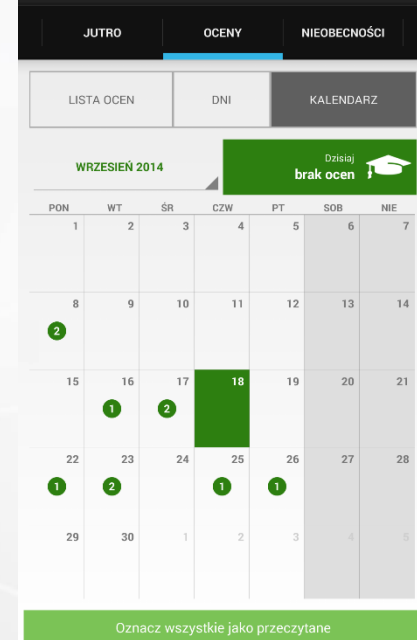 JUTRO OCENY NIEOBECNOŚCI
LISTA OCEN DNI KALENDARZ
WRZESIEŃ 2014
Dzisiaj
brak ocen
PON WT ŚR CZW PT SOB NIE
1 2 3 4 5 6 7
8 9 10 11 12 13 14
2
15 16 17 18 19 20 21
1 2
22 23 24 25 26 27 28
1 2 1 1
29 30 1 2 3 4 5
Oznacz wszystkie jako przeczytane